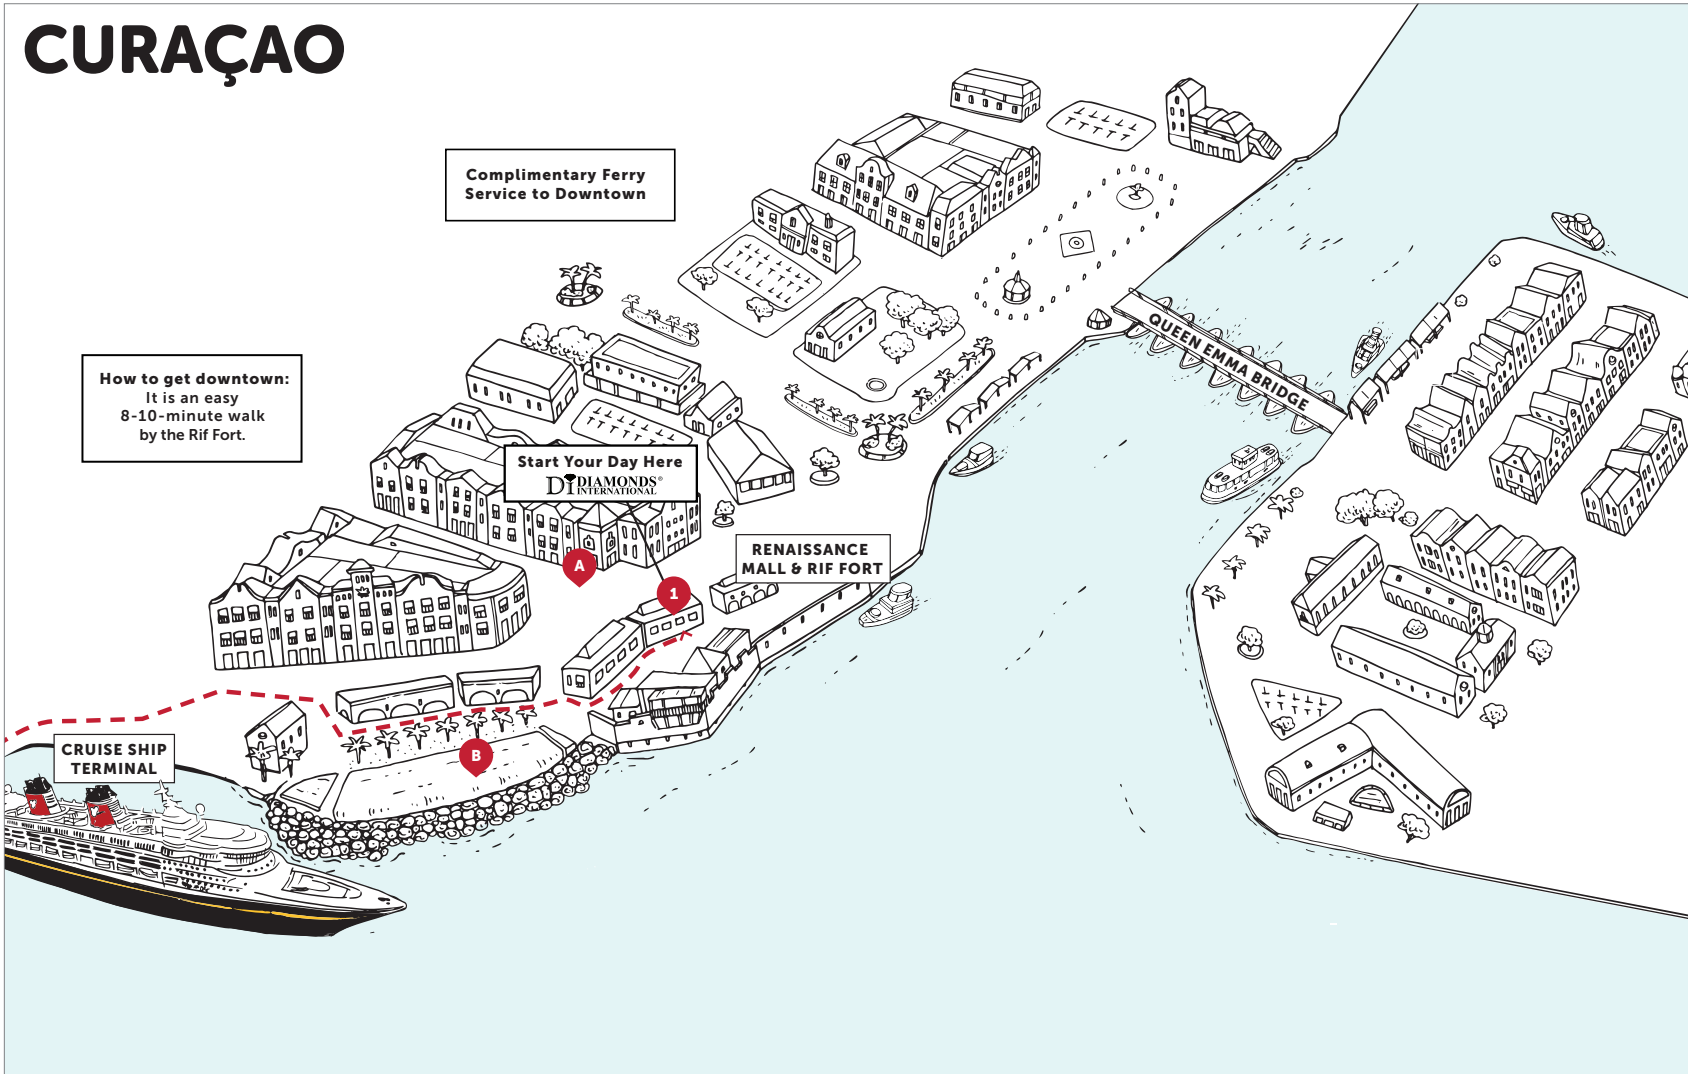 CURAÇAO
Complimentary Ferry
Service to Downtown
How to get downtown:
It is an easy
8-10-minute walk
by the Rif Fort.
Start Your Day Here
DI DIAMONDS®
INTERNATIONAL
QUEEN EMMA BRIDGE
RENAISSANCE
MALL & RIF FORT
A
1
B
CRUISE SHIP
TERMINAL